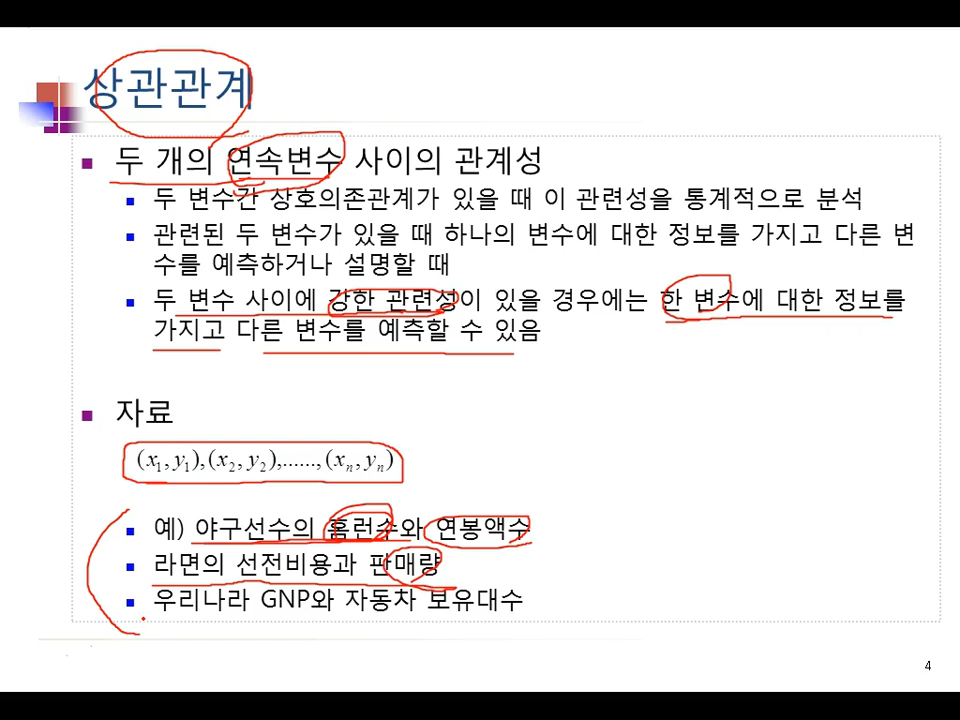 상관관계
두 개의 연속변수 사이의 관계성
두 변수간 상호의존관계가 있을 때 이 관련성을 통계적으로 분석
관련된 두 변수가 있을 때 하나의 변수에 대한 정보를 가지고 다른 변
수를 예측하거나 설명할 때
두 변수 사이에 강한 관련성이 있을 경우에는 한 변수에 대한 정보를
가지고 다른 변수를 예측할 수 있음
자료
(x₁, y₁),(x₂, y₂),......,(xₙ, yₙ)
예) 야구선수의 홈런수와 연봉액수
라면의 선전비용과 판매량
우리나라 GNP와 자동차 보유대수
4